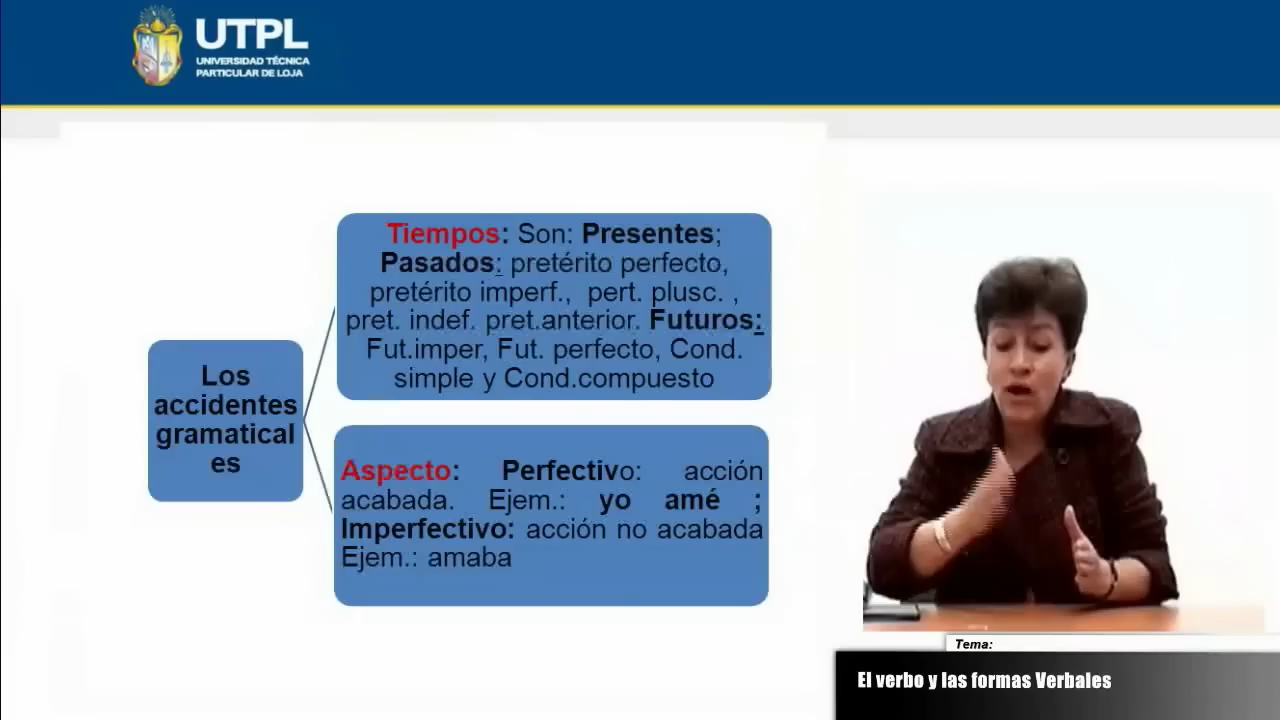 UTPL
UNIVERSIDAD TÉCNICA
PARTICULAR DE LOJA
Los
accidentes
gramatical
es
Tiempos: Son: Presentes;
Pasados: pretérito perfecto,
pretérito imperf., pert. plusc. ,
pret. indef. pret.anterior. Futuros:
Fut.imper, Fut. perfecto, Cond.
simple y Cond.compuesto
Aspecto: Perfectivo: acción
acabada. Ejem.: yo amé ;
Imperfectivo: acción no acabada
Ejem.: amaba
Tema:
El verbo y las formas Verbales